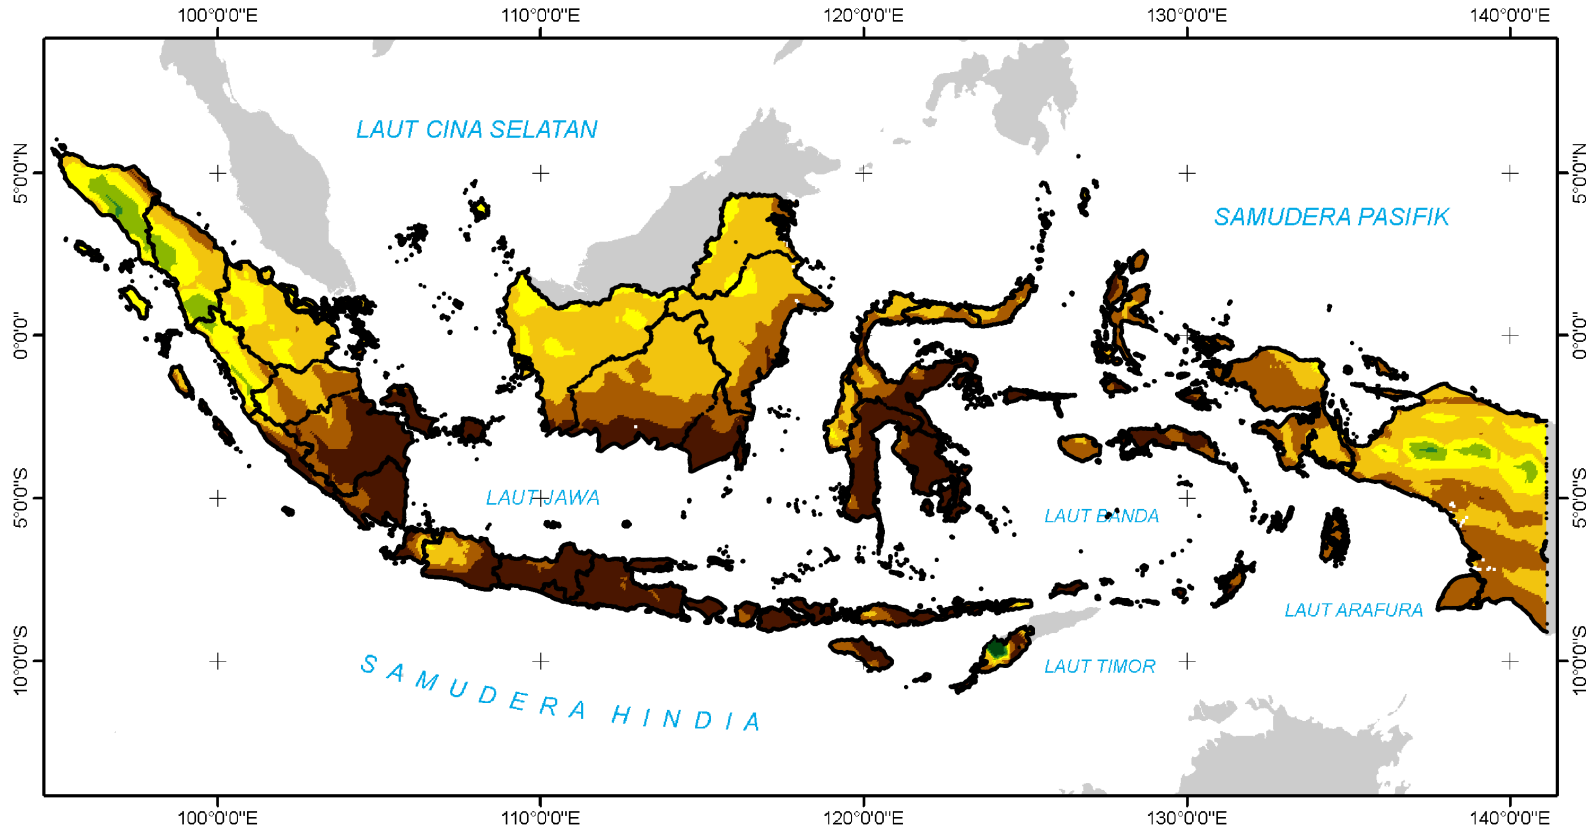 100°0'0"E 110°0'0"E 120°0'0"E 130°0'0"E 140°0'0"E
LAUT CINA SELATAN
5°0'0"N 5°0'0"N
SAMUDERA PASIFIK
0°0'0" 0°0'0"
LAUT JAWA
5°0'0"S 5°0'0"S
LAUT BANDA
LAUT ARAFURA
10°0'0"S 10°0'0"S
LAUT TIMOR
SAMUDERA HINDIA
100°0'0"E 110°0'0"E 120°0'0"E 130°0'0"E 140°0'0"E